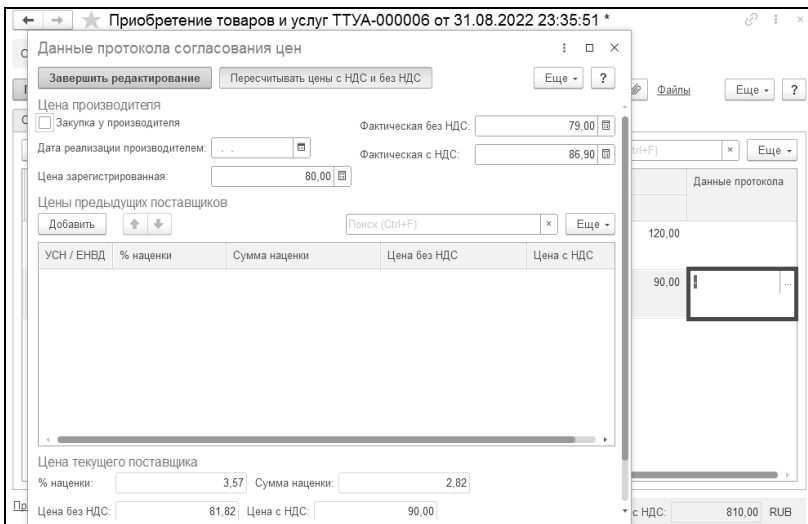 Приобретение товаров и услуг ТТУА-000006 от 31.08.2022 23:35:51 *
Данные протокола согласования цен
Завершить редактирование Пересчитывать цены с НДС и без НДС Еще ?
Файлы Еще ?
Цена производителя
Закупка у производителя Фактическая без НДС: 79,00
Дата реализации производителем: . . Фактическая с НДС: 86,90
trl+F) × Еще
Цена зарегистрированная: 80,00
Данные протокола
Цены предыдущих поставщиков
Добавить Поиск (Ctrl+F) × Еще
120,00
УСН / ЕНВД % наценки Сумма наценки Цена без НДС Цена с НДС
90,00 ...
Цена текущего поставщика
% наценки: 3,57 Сумма наценки: 2,82
Цена без НДС: 81,82 Цена с НДС: 90,00
Пр с НДС: 810,00 RUB